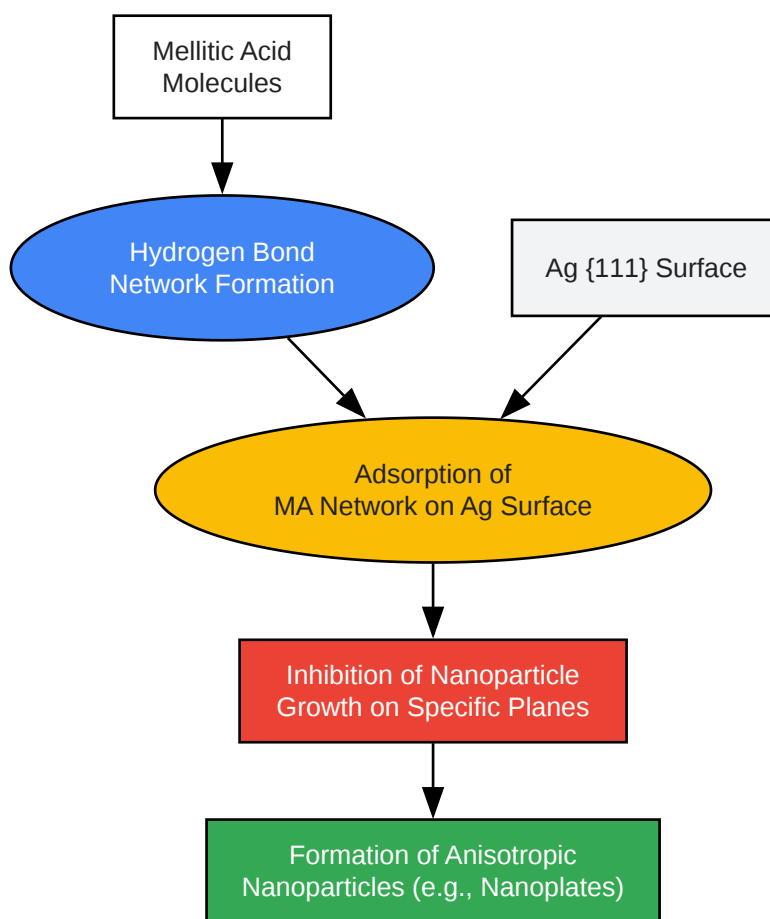 Mellitic Acid
Molecules
Hydrogen Bond
Network Formation
Ag {111} Surface
Adsorption of
MA Network on Ag Surface
Inhibition of Nanoparticle
Growth on Specific Planes
Formation of Anisotropic
Nanoparticles (e.g., Nanoplates)